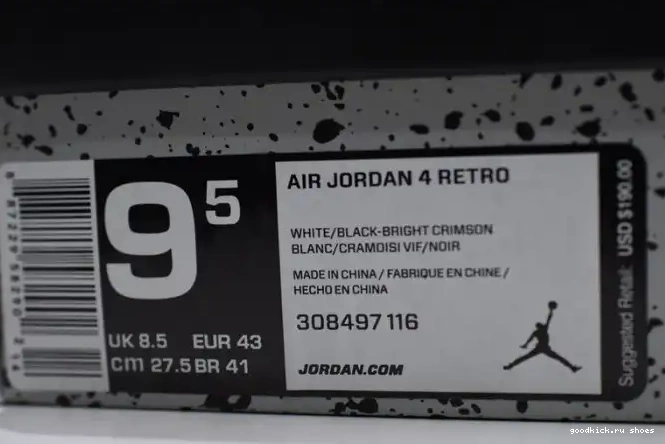 9 5
UK 8.5 EUR 43
cm 27.5 BR 41
AIR JORDAN 4 RETRO
WHITE/BLACK-BRIGHT CRIMSON
BLANC/CRAMOISI VIF/NOIR
MADE IN CHINA / FABRIQUE EN CHINE /
HECHO EN CHINA
308497 116
JORDAN.COM
Suggested Retail: USD $190.00
goodkick.ru shoes